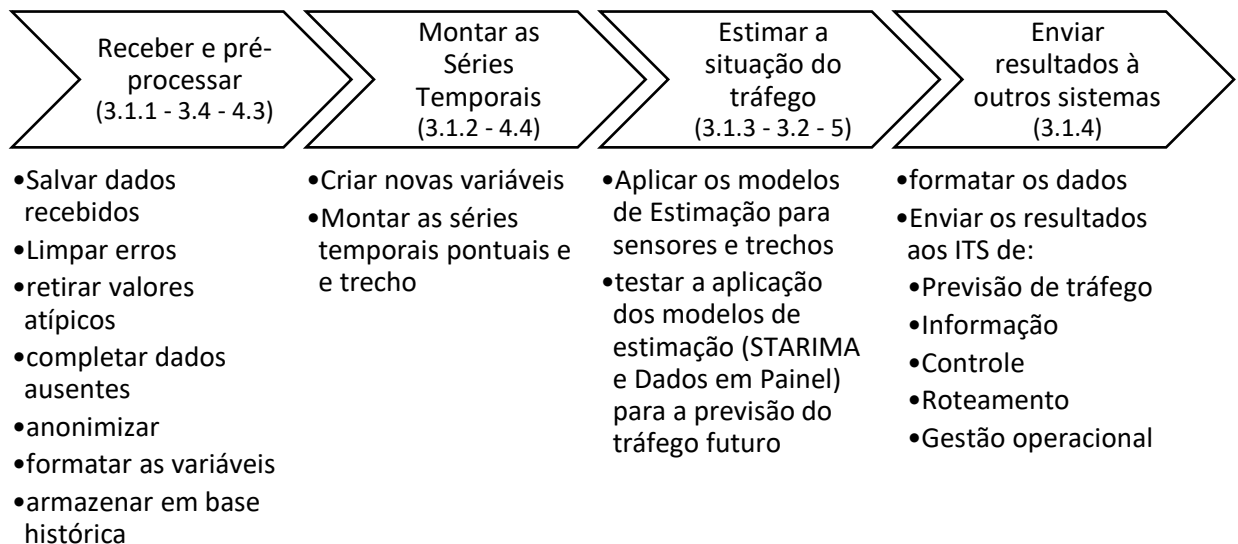 Receber e pré-
processar
(3.1.1 - 3.4 - 4.3)
Montar as
Séries
Temporais
(3.1.2 - 4.4)
Estimar a
situação do
tráfego
(3.1.3 - 3.2 - 5)
Enviar
resultados à
outros sistemas
(3.1.4)
•Salvar dados
recebidos
•Limpar erros
•retirar valores
atípicos
•completar dados
ausentes
•anonimizar
•formatar as variáveis
•armazenar em base
histórica
•Criar novas variáveis
•Montar as séries
temporais pontuais e
e trecho
•Aplicar os modelos
de Estimação para
sensores e trechos
•testar a aplicação
dos modelos de
estimação (STARIMA
e Dados em Painel)
para a previsão do
tráfego futuro
•formatar os dados
•Enviar os resultados
aos ITS de:
•Previsão de tráfego
•Informação
•Controle
•Roteamento
•Gestão operacional